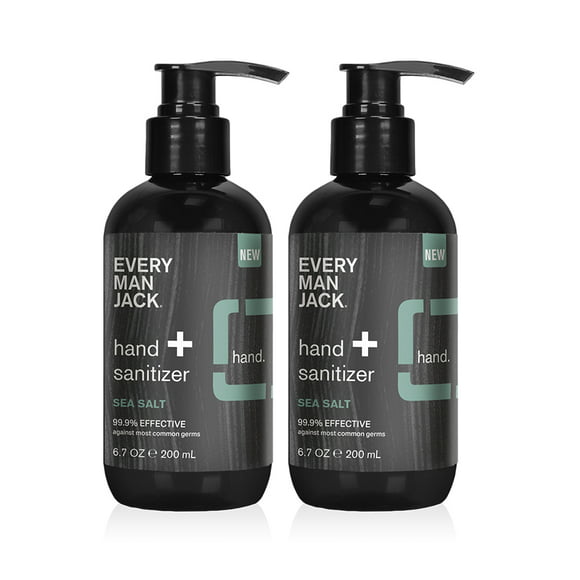 NEW
EVERY
MAN
JACK.
hand +
sanitizer
hand.
SEA SALT
99.9% EFFECTIVE
against most common germs
6.7 OZ ℮ 200 mL
NEW
EVERY
MAN
JACK.
hand +
sanitizer
hand.
SEA SALT
99.9% EFFECTIVE
against most common germs
6.7 OZ ℮ 200 mL